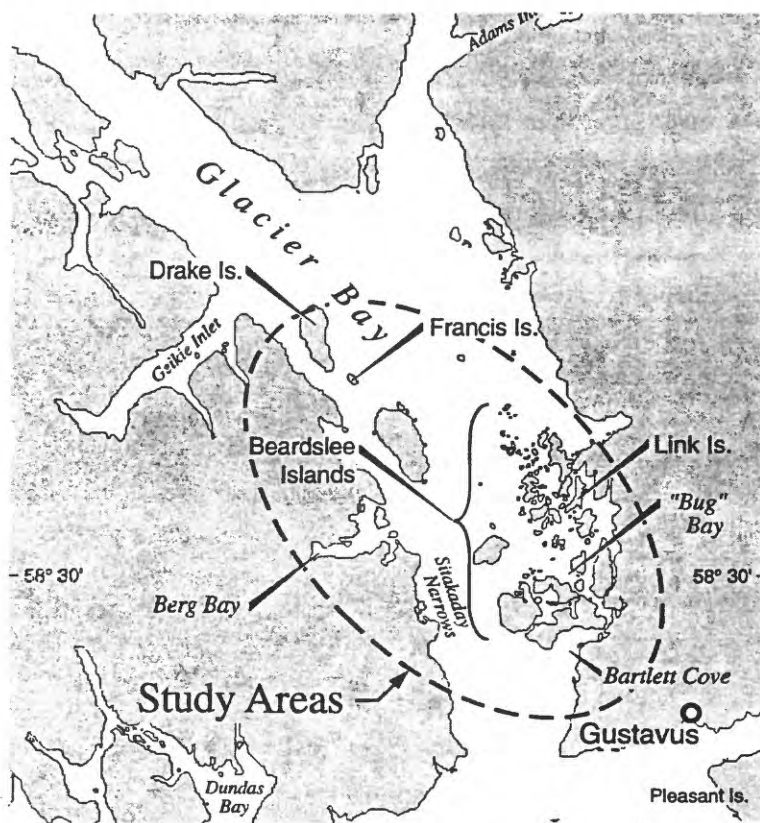 Adams In
Glacier
Bay
Drake Is.
Francis Is.
Geikie Inlet
Beardslee
Islands
Link Is.
"Bug"
Bay
58° 30'
58° 30'
Sitakaday
Narrows
Berg Bay
Bartlett Cove
Study Areas
Gustavus
Dundas
Bay
Pleasant Is.